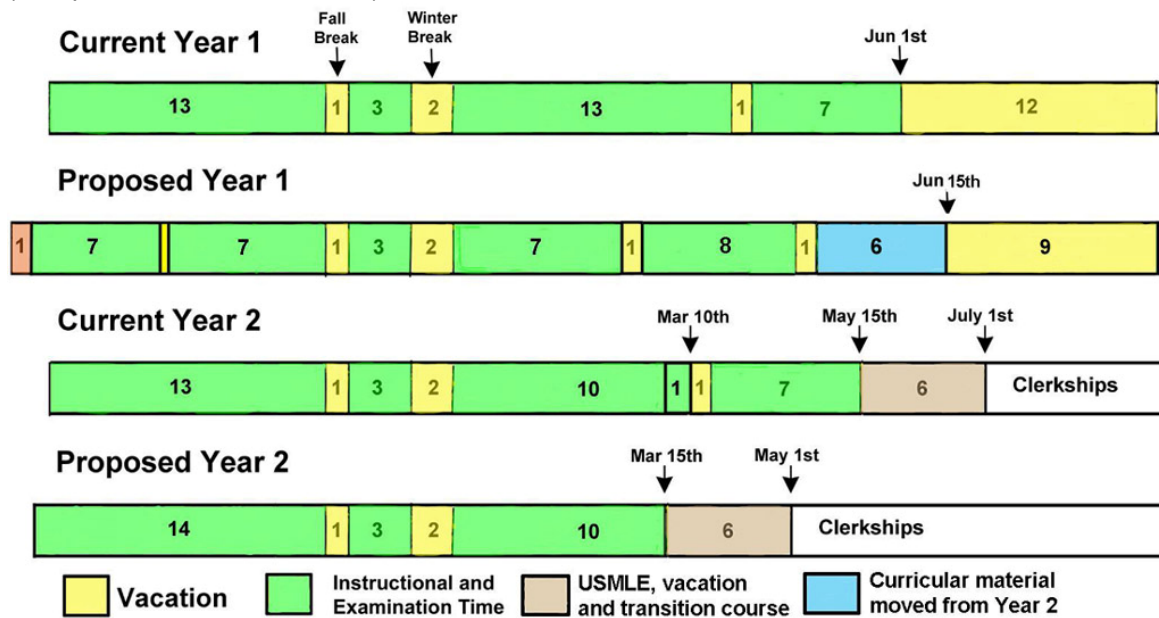 Current Year 1
Fall
Break
Winter
Break
Jun 1st
13 1 3 2 13 1 7 12
Proposed Year 1
Jun 15th
1 7 7 1 3 2 7 1 8 1 6 9
Current Year 2
Mar 10th
May 15th
July 1st
13 1 3 2 10 1 1 7 6 Clerkships
Proposed Year 2
Mar 15th
May 1st
14 1 3 2 10 6 Clerkships
Vacation
Instructional and
Examination Time
USMLE, vacation
and transition course
Curricular material
moved from Year 2